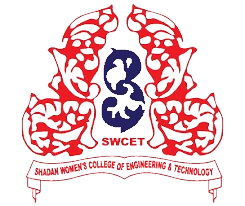 SWCET
SHADAN WOMEN'S COLLEGE OF ENGINEERING & TECHNOLOGY